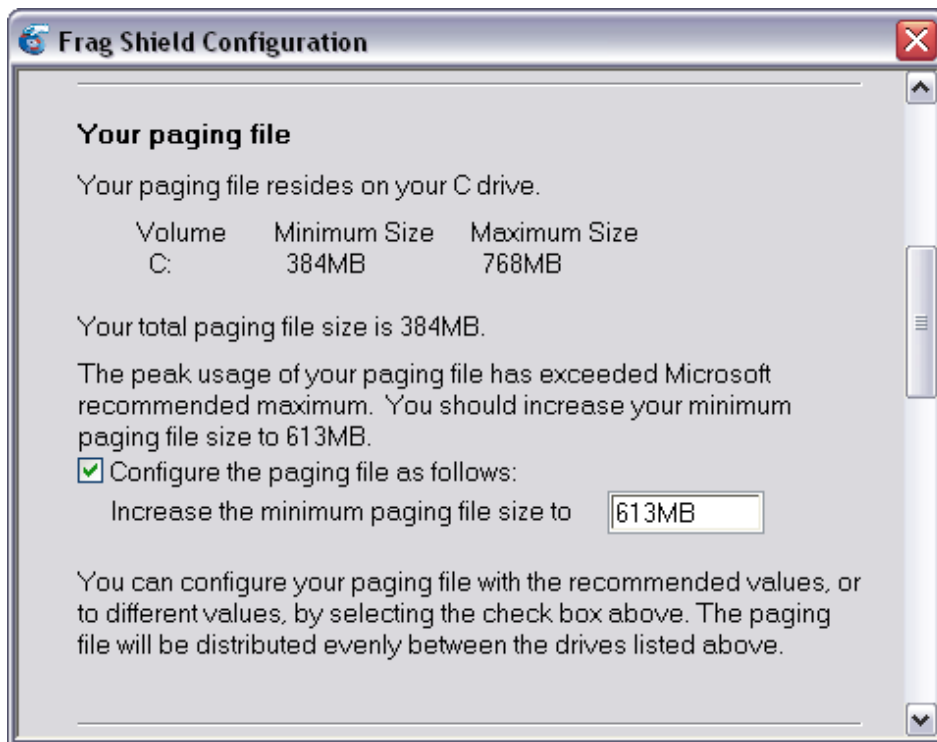 Frag Shield Configuration
Your paging file
Your paging file resides on your C drive.
Volume Minimum Size Maximum Size
C: 384MB 768MB
Your total paging file size is 384MB.
The peak usage of your paging file has exceeded Microsoft
recommended maximum. You should increase your minimum
paging file size to 613MB.
Configure the paging file as follows:
Increase the minimum paging file size to 613MB
You can configure your paging file with the recommended values, or
to different values, by selecting the check box above. The paging
file will be distributed evenly between the drives listed above.